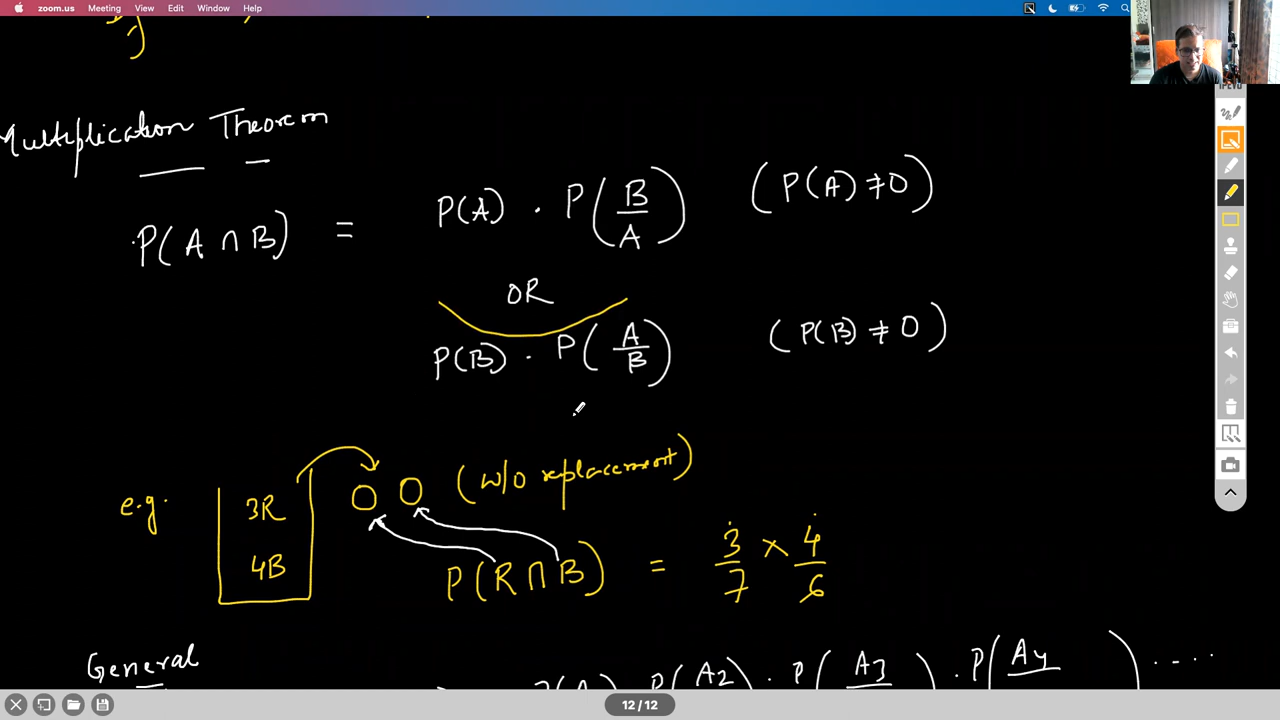 zoom.us Meeting View Edit Window Help
Multiplication Theorem
P(A ∩ B) = P(A) . P(B/A) (P(A) ≠ 0)
OR
P(B) . P(A/B) (P(B) ≠ 0)
e.g. 3R 4B (w/o replacement)
P(R ∩ B) = 3/7 × 4/6
General
P(A2) . P(A3 . P(A4 ) ....
12 / 12